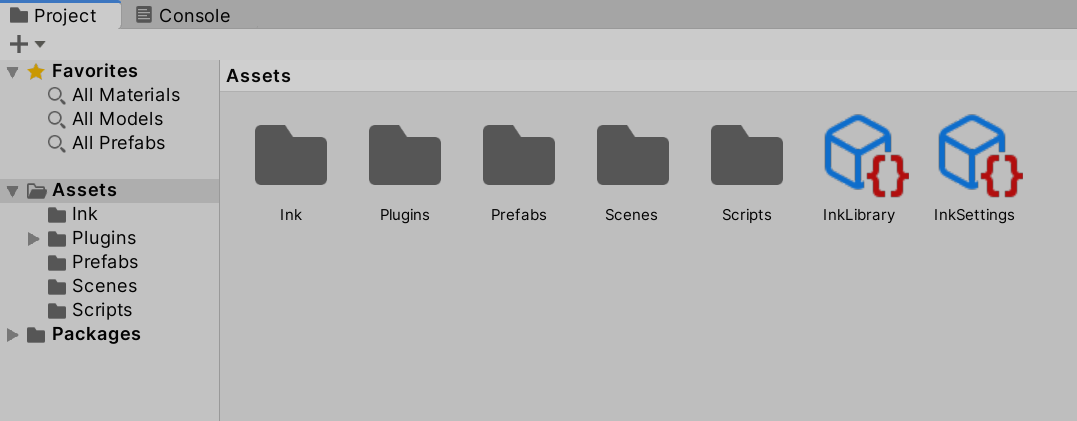 Project
Console
Favorites
All Materials
All Models
All Prefabs
Assets
Ink
Plugins
Prefabs
Scenes
Scripts
Packages
Assets
Ink
Plugins
Prefabs
Scenes
Scripts
InkLibrary
InkSettings